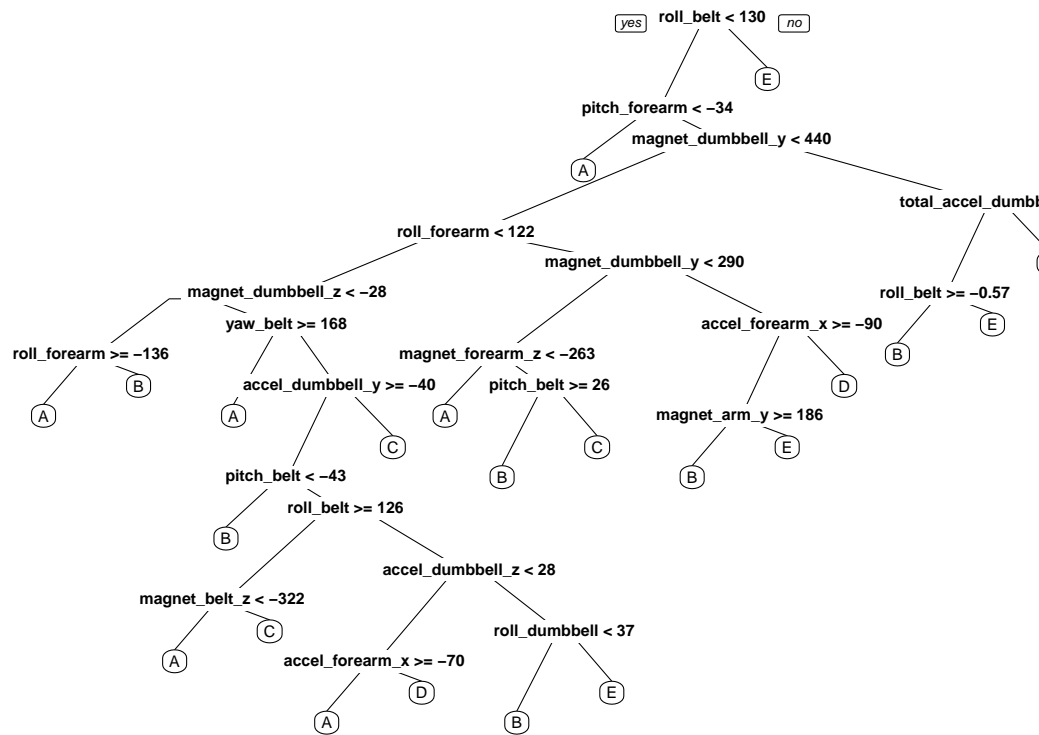 yes roll_belt < 130 no
E
pitch_forearm < −34
magnet_dumbbell_y < 440
A
total_accel_dumbb
roll_forearm < 122
magnet_dumbbell_y < 290
magnet_dumbbell_z < −28
roll_belt >= −0.57
yaw_belt >= 168
accel_forearm_x >= −90
E
roll_forearm >= −136
magnet_forearm_z < −263
B
B
accel_dumbbell_y >= −40
pitch_belt >= 26
D
A
A
A
magnet_arm_y >= 186
C
C
E
pitch_belt < −43
B
B
roll_belt >= 126
B
accel_dumbbell_z < 28
magnet_belt_z < −322
C
roll_dumbbell < 37
A
accel_forearm_x >= −70
D
E
A
B